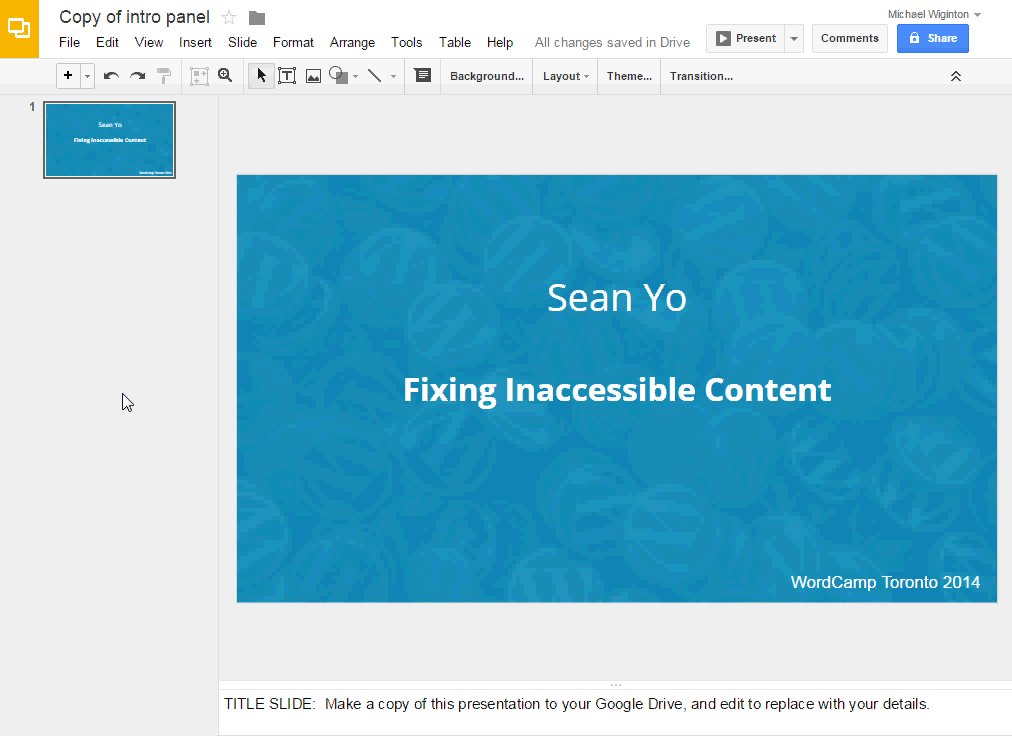 Copy of intro panel
Michael Wiginton
File Edit View Insert Slide Format Arrange Tools Table Help All changes saved in Drive
Present Comments Share
Background... Layout Theme... Transition...
1
Sean Yo
Fixing Inaccessible Content
WordCamp Toronto 2014
Sean Yo
Fixing Inaccessible Content
WordCamp Toronto 2014
TITLE SLIDE: Make a copy of this presentation to your Google Drive, and edit to replace with your details.